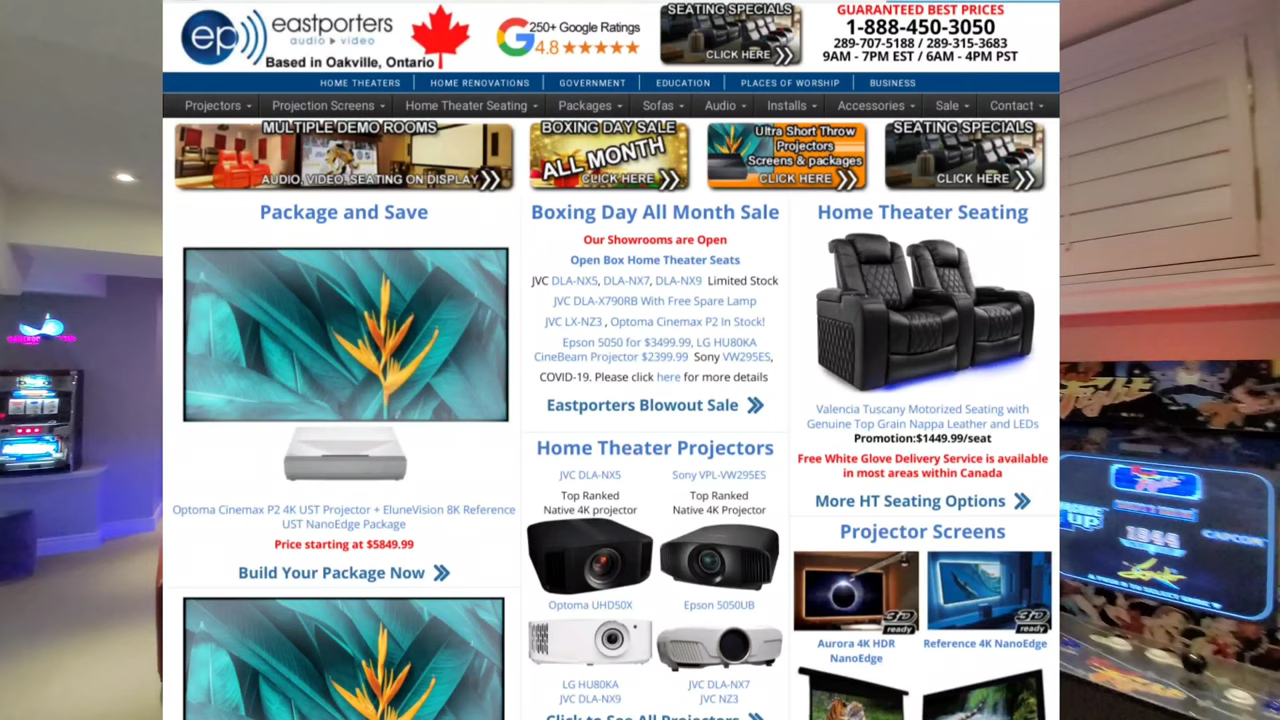 eastporters
audio video
ep
Based in Oakville, Ontario
250+ Google Ratings
4.8
SEATING SPECIALS
CLICK HERE
GUARANTEED BEST PRICES
1-888-450-3050
289-707-5188 / 289-315-3683
9AM - 7PM EST / 6AM - 4PM PST
HOME THEATERS HOME RENOVATIONS GOVERNMENT EDUCATION PLACES OF WORSHIP BUSINESS
Projectors Projection Screens Home Theater Seating Packages Sofas Audio Installs Accessories Sale Contact
MULTIPLE DEMO ROOMS
AUDIO, VIDEO, SEATING ON DISPLAY
BOXING DAY SALE
ALL MONTH
CLICK HERE
Ultra Short Throw
Projectors
Screens & packages
CLICK HERE
SEATING SPECIALS
CLICK HERE
Package and Save
Optoma Cinemax P2 4K UST Projector + EluneVision 8K Reference
UST NanoEdge Package
Price starting at $5849.99
Build Your Package Now
Boxing Day All Month Sale
Our Showrooms are Open
Open Box Home Theater Seats
JVC DLA-NX5, DLA-NX7, DLA-NX9 Limited Stock
JVC DLA-X790RB With Free Spare Lamp
JVC LX-NZ3 , Optoma Cinemax P2 In Stock!
Epson 5050 for $3499.99, LG HU80KA
CineBeam Projector $2399.99 Sony VW295ES,
COVID-19. Please click here for more details
Eastporters Blowout Sale
Home Theater Projectors
JVC DLA-NX5
Top Ranked
Native 4K projector
Sony VPL-VW295ES
Top Ranked
Native 4K Projector
Optoma UHD50X
Epson 5050UB
LG HU80KA
JVC DLA-NX9
JVC DLA-NX7
JVC NZ3
Click to See All Projectors
Home Theater Seating
Valencia Tuscany Motorized Seating with
Genuine Top Grain Nappa Leather and LEDs
Promotion:$1449.99/seat
Free White Glove Delivery Service is available
in most areas within Canada
More HT Seating Options
Projector Screens
3D
ready
3D
ready
Aurora 4K HDR
NanoEdge
Reference 4K NanoEdge
1944
CAPCOM